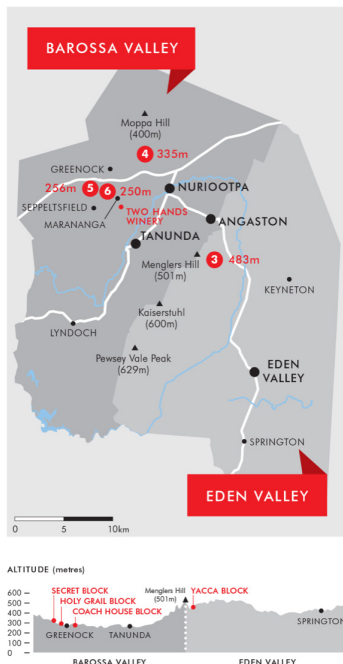 BAROSSA VALLEY
Moppa Hill
(400m)
4 335m
GREENOCK
256m 5 6 250m
NURIOOTPA
SEPPELTSFIELD
TWO HANDS
WINERY
MARANANGA
ANGASTON
TANUNDA
Menglers Hill
(501m)
3 483m
KEYNETON
Kaiserstuhl
(600m)
LYNDOCH
Pewsey Vale Peak
(629m)
EDEN
VALLEY
SPRINGTON
EDEN VALLEY
0 5 10km
ALTITUDE (metres)
600
500
400
300
200
100
0
SECRET BLOCK
HOLY GRAIL BLOCK
COACH HOUSE BLOCK
Menglers Hill
(501m)
YACCA BLOCK
GREENOCK
TANUNDA
SPRINGTON
BAROSSA VALLEY
EDEN VALLEY